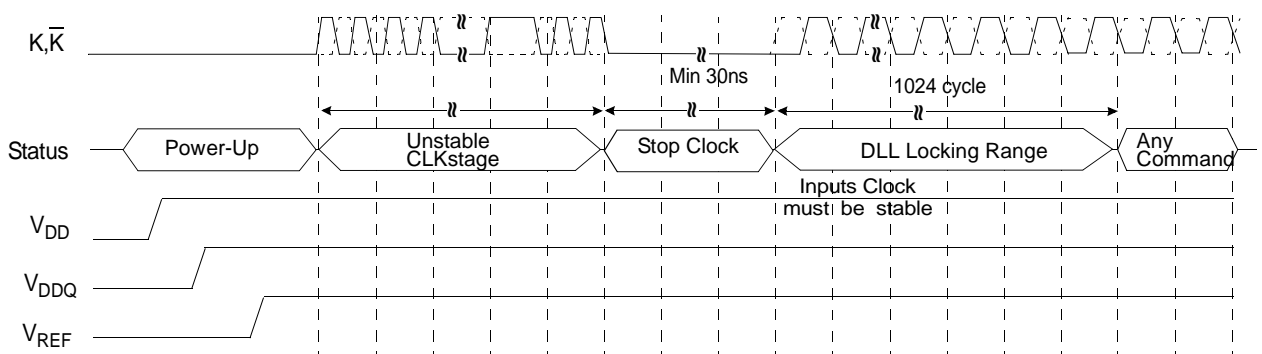 K,K̅
Min 30ns
1024 cycle
Status
Power-Up
Unstable
CLKstage
Stop Clock
DLL Locking Range
Any
Command
Inputs Clock
must be stable
VDD
VDDQ
VREF